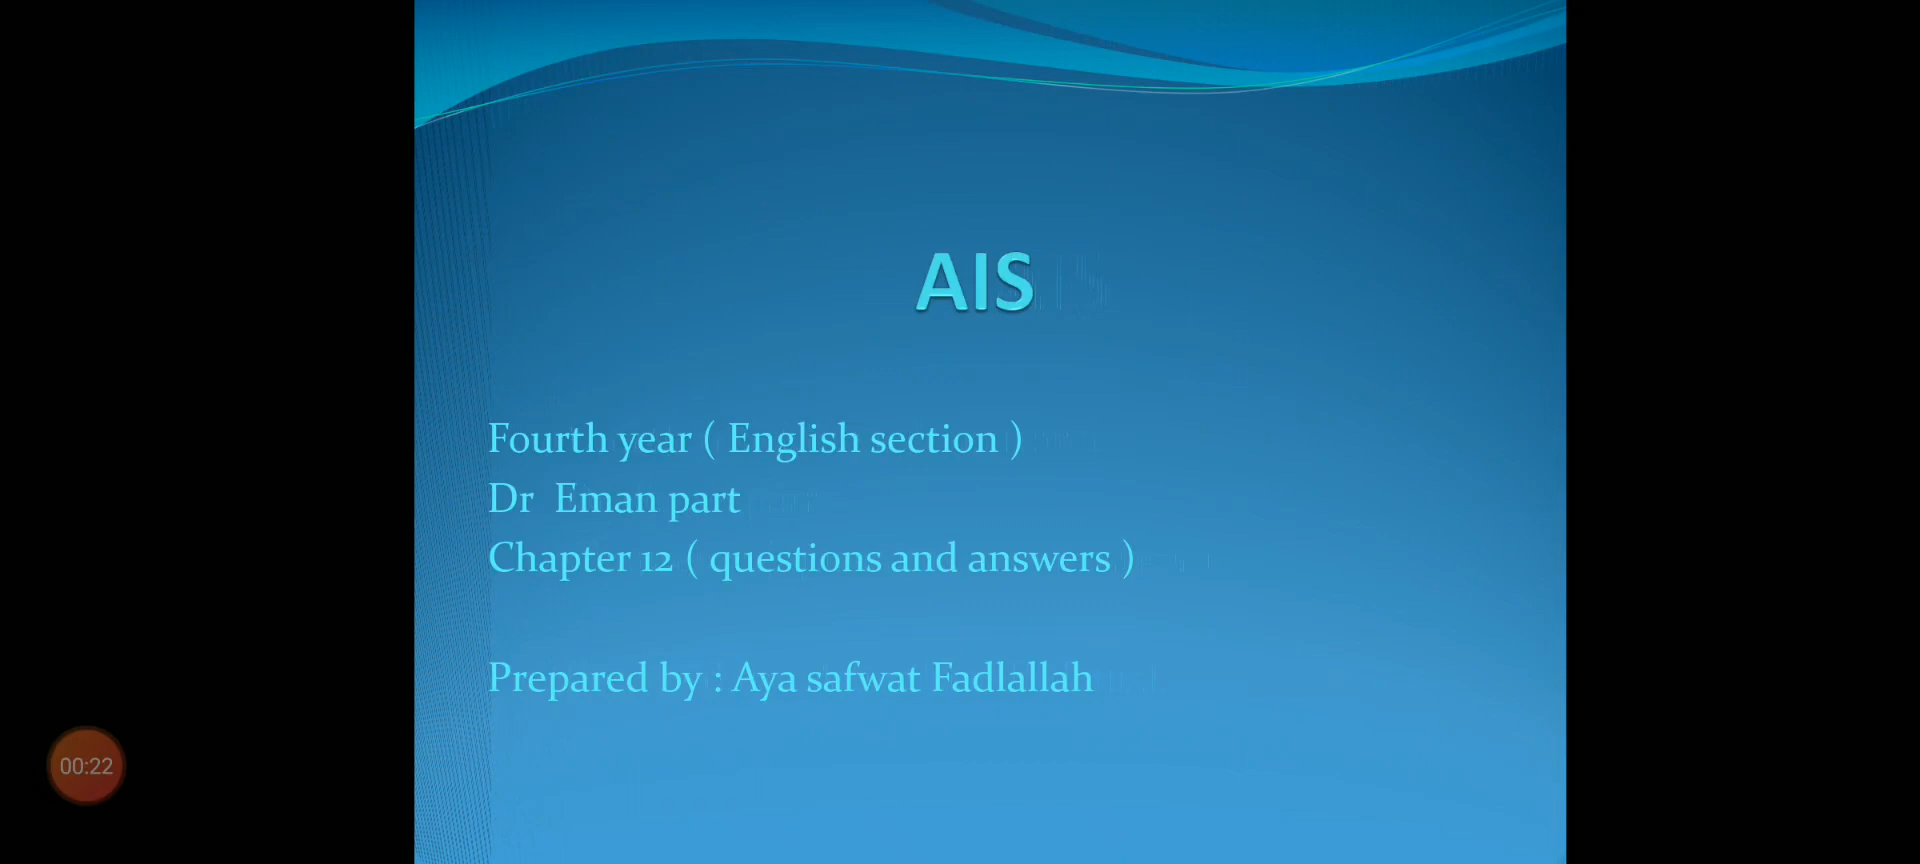 AIS
Fourth year ( English section )
Dr Eman part
Chapter 12 ( questions and answers )
Prepared by : Aya safwat Fadlallah
00:22